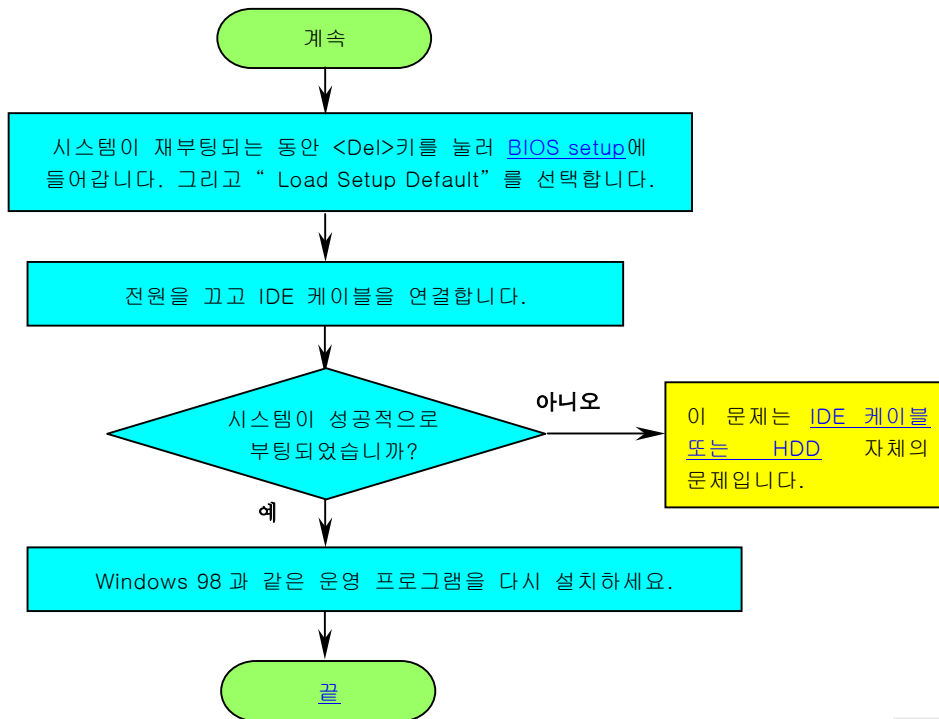 계속
시스템이 재부팅되는 동안 <Del>키를 눌러 BIOS setup에
들어갑니다. 그리고 “ Load Setup Default” 를 선택합니다.
전원을 끄고 IDE 케이블을 연결합니다.
시스템이 성공적으로
부팅되었습니까?
아니오
이 문제는 IDE 케이블
또는 HDD 자체의
문제입니다.
예
Windows 98 과 같은 운영 프로그램을 다시 설치하세요.
끝